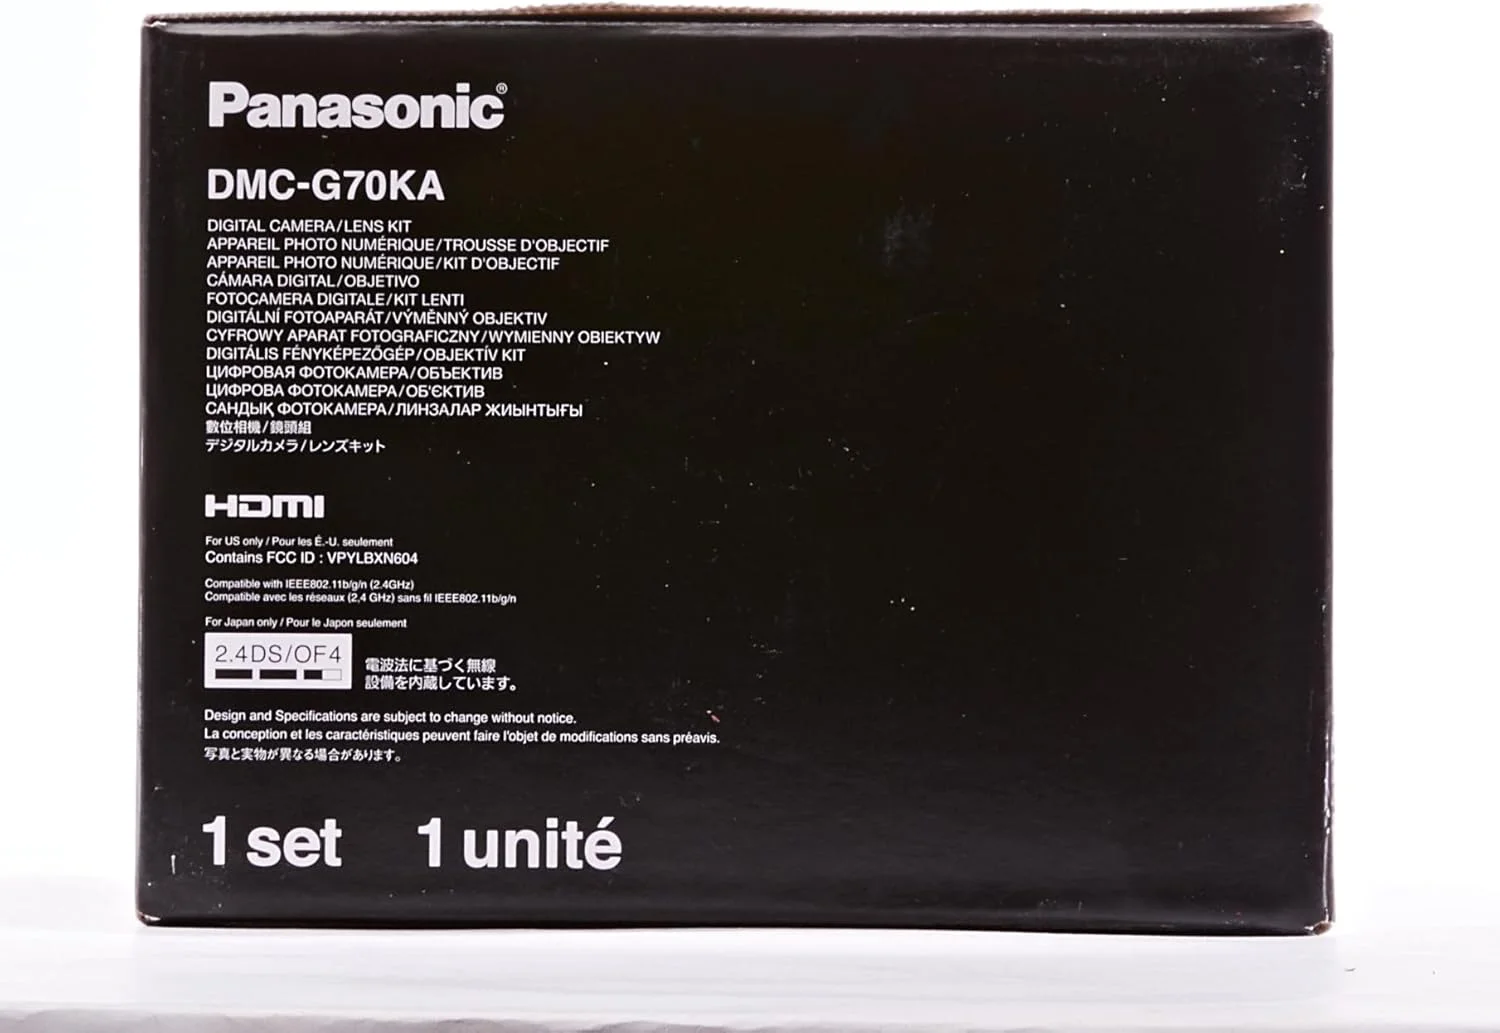 Panasonic®
DMC-G70KA
DIGITAL CAMERA/LENS KIT
APPAREIL PHOTO NUMÉRIQUE/TROUSSE D'OBJECTIF
APPAREIL PHOTO NUMÉRIQUE/KIT D'OBJECTIF
CÁMARA DIGITAL/OBJETIVO
FOTOCAMERA DIGITALE/KIT LENTI
DIGITÁLNÍ FOTOAPARÁT/VÝMĚNNÝ OBJEKTIV
CYFROWY APARAT FOTOGRAFICZNY/WYMIENNY OBIEKTYW
DIGITÁLIS FÉNYKÉPEZŐGÉP/OBJEKTÍV KIT
ЦИФРОВАЯ ФОТОКАМЕРА/ОБЪЕКТИВ
ЦИФРОВА ФОТОКАМЕРА/ОБ'ЄКТИВ
САНДЫҚ ФОТОКАМЕРА/ЛИНЗАЛАР ЖИЫНТЫҒЫ
數位相機/鏡頭組
デジタルカメラ/レンズキット
HDMI
For US only / Pour les É.-U. seulement
Contains FCC ID : VPYLBXN604
Compatible with IEEE802.11b/g/n (2.4GHz)
Compatible avec les réseaux (2,4 GHz) sans fil IEEE802.11b/g/n
For Japan only / Pour le Japon seulement
2.4DS/OF4
電波法に基づく無線
設備を内蔵しています。
Design and Specifications are subject to change without notice.
La conception et les caractéristiques peuvent faire l'objet de modifications sans préavis.
写真と実物が異なる場合があります。
1 set 1 unité